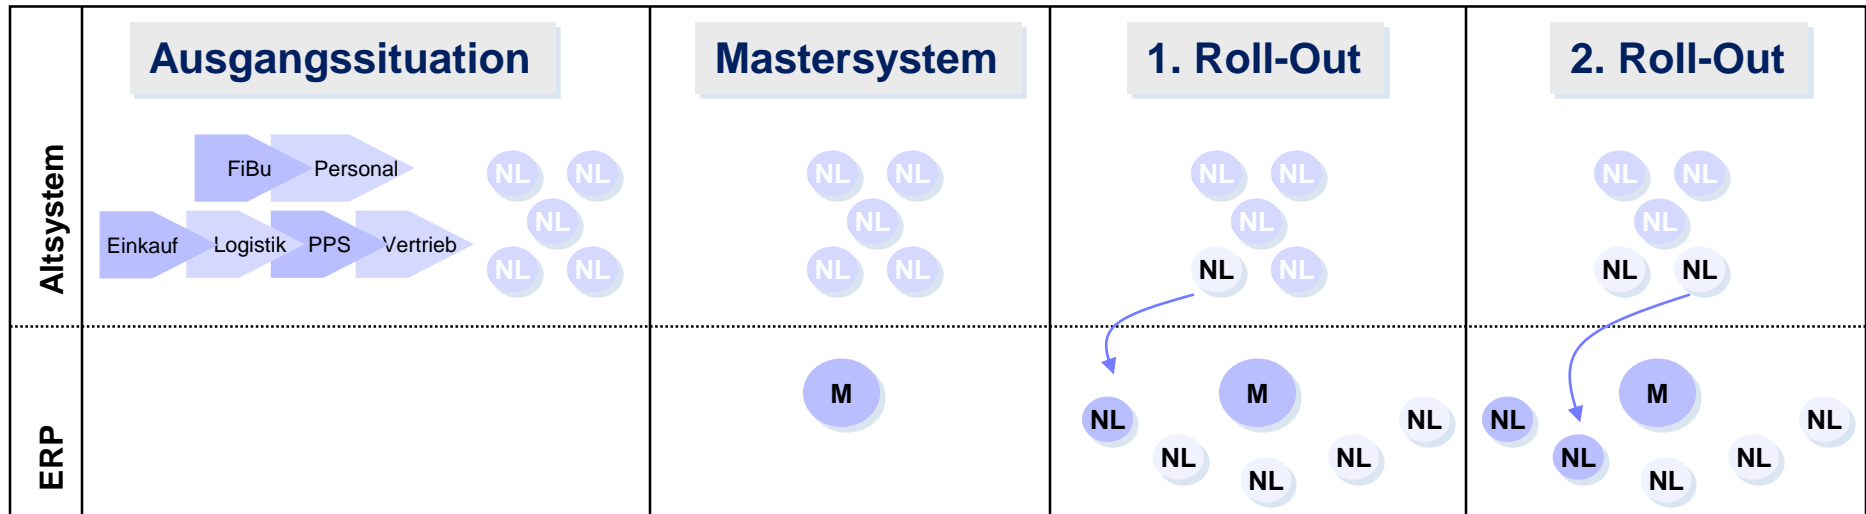 Ausgangssituation
Mastersystem
1. Roll-Out
2. Roll-Out
Altsystem
FiBu Personal
Einkauf Logistik PPS Vertrieb
NL NL
NL
NL NL
NL NL
NL
NL NL
NL NL
NL
NL NL
NL NL
NL
NL NL
ERP
M
M
NL NL
NL NL
NL
M
NL NL
NL NL
NL